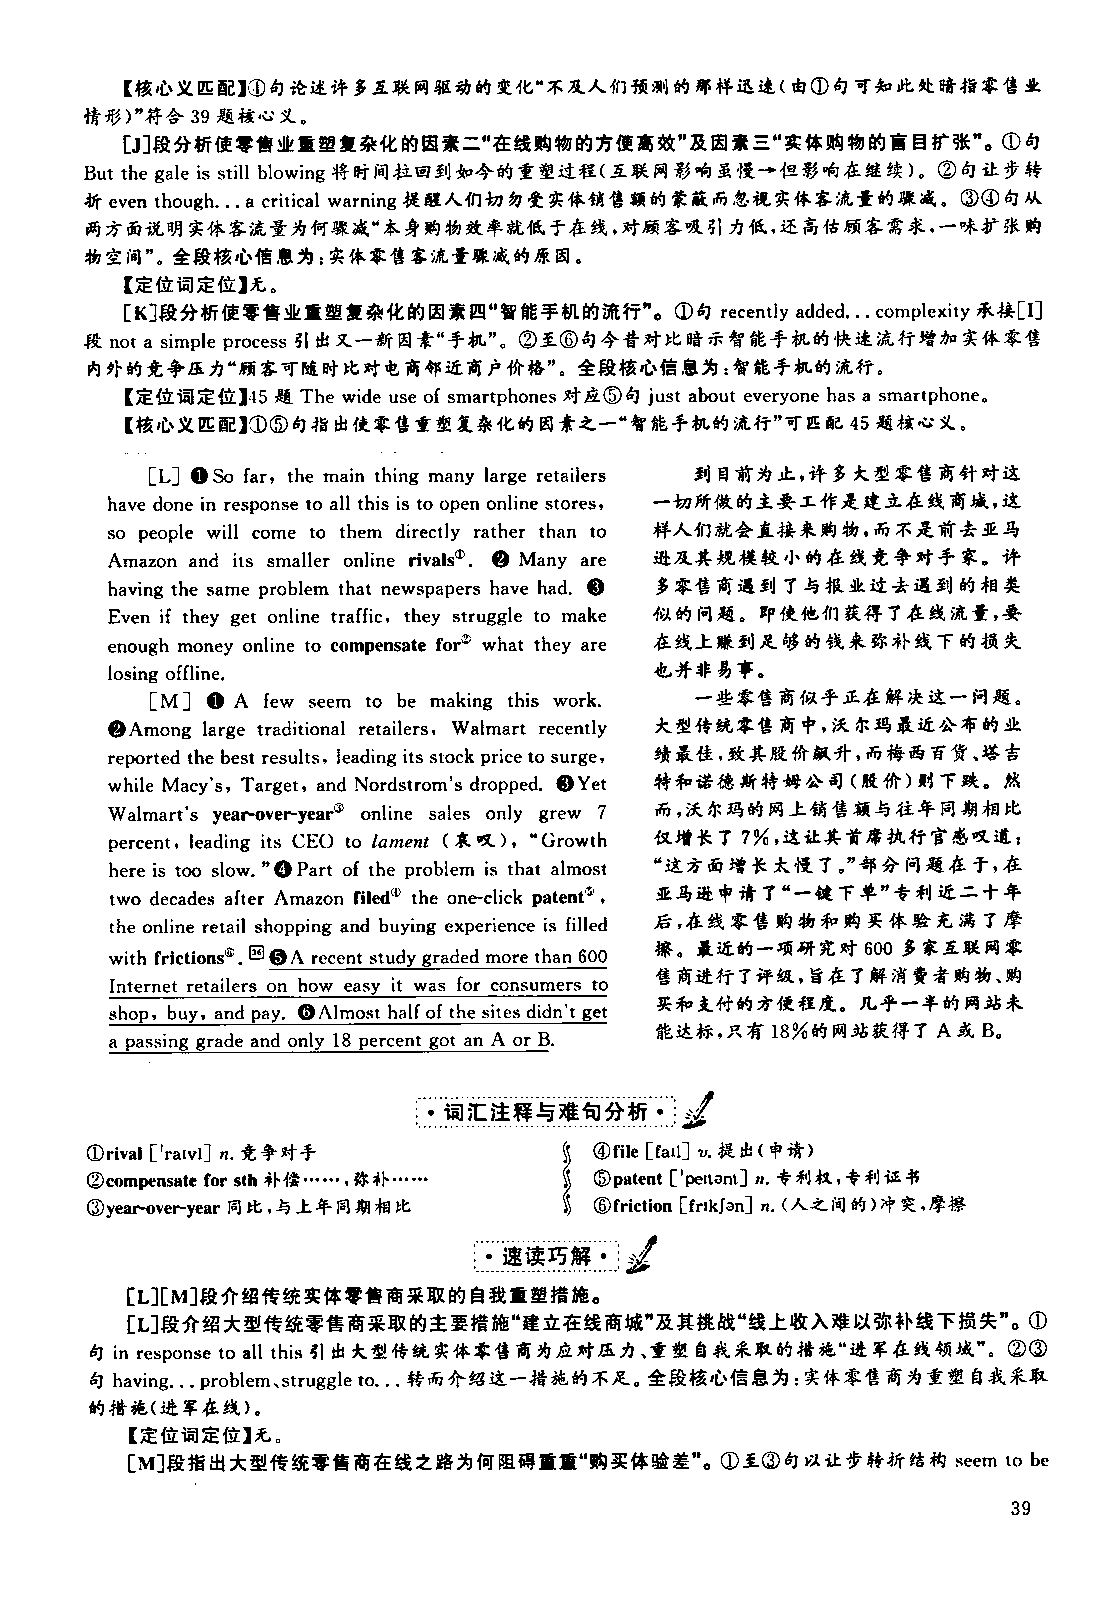 【核心义匹配】①句论述许多互联网驱动的变化“不及人们预测的那样迅速(由①句可知此处暗指零售业
情形)”符合 39 题核心义。
[J]段分析使零售业重塑复杂化的因素二“在线购物的方便高效”及因素三“实体购物的盲目扩张”。①句
But the gale is still blowing 将时间拉回到如今的重塑过程(互联网影响虽慢→但影响在继续)。②句让步转
折 even though... a critical warning 提醒人们切勿受实体销售额的蒙蔽而忽视实体客流量的骤减。③④句从
两方面说明实体客流量为何骤减“本身购物效率就低于在线,对顾客吸引力低,还高估顾客需求,一味扩张购
物空间”。全段核心信息为:实体零售客流量骤减的原因。
【定位词定位】无。
[K]段分析使零售业重塑复杂化的因素四“智能手机的流行”。①句 recently added... complexity 承接[I]
段 not a simple process 引出又一新因素“手机”。②至⑥句今昔对比暗示智能手机的快速流行增加实体零售
内外的竞争压力“顾客可随时比对电商邻近商户价格”。全段核心信息为:智能手机的流行。
【定位词定位】45 题 The wide use of smartphones 对应⑤句 just about everyone has a smartphone。
【核心义匹配】①⑤句指出使零售重塑复杂化的因素之一“智能手机的流行”可匹配 45 题核心义。
[L] ❶So far, the main thing many large retailers
have done in response to all this is to open online stores,
so people will come to them directly rather than to
Amazon and its smaller online rivals①. ❷ Many are
having the same problem that newspapers have had. ❸
Even if they get online traffic, they struggle to make
enough money online to compensate for② what they are
losing offline.
[M] ❶ A few seem to be making this work.
❷Among large traditional retailers, Walmart recently
reported the best results, leading its stock price to surge,
while Macy's, Target, and Nordstrom's dropped. ❸Yet
Walmart's year-over-year③ online sales only grew 7
percent, leading its CEO to lament (哀叹), “Growth
here is too slow.”❹Part of the problem is that almost
two decades after Amazon filed④ the one-click patent⑤,
the online retail shopping and buying experience is filled
with frictions⑥. 36 ❺A recent study graded more than 600
Internet retailers on how easy it was for consumers to
shop, buy, and pay. ❻Almost half of the sites didn't get
a passing grade and only 18 percent got an A or B.
到目前为止,许多大型零售商针对这
一切所做的主要工作是建立在线商城,这
样人们就会直接来购物,而不是前去亚马
逊及其规模较小的在线竞争对手家。许
多零售商遇到了与报业过去遇到的相类
似的问题。即使他们获得了在线流量,要
在线上赚到足够的钱来弥补线下的损失
也并非易事。
一些零售商似乎正在解决这一问题。
大型传统零售商中,沃尔玛最近公布的业
绩最佳,致其股价飙升,而梅西百货、塔吉
特和诺德斯特姆公司(股价)则下跌。然
而,沃尔玛的网上销售额与往年同期相比
仅增长了 7%,这让其首席执行官感叹道:
“这方面增长太慢了。”部分问题在于,在
亚马逊申请了“一键下单”专利近二十年
后,在线零售购物和购买体验充满了摩
擦。最近的一项研究对 600 多家互联网零
售商进行了评级,旨在了解消费者购物、购
买和支付的方便程度。几乎一半的网站未
能达标,只有 18%的网站获得了 A 或 B。
·词汇注释与难句分析·
①rival ['raɪvl] n. 竞争对手
②compensate for sth 补偿……,弥补……
③year-over-year 同比,与上年同期相比
④file [faɪl] v. 提出(申请)
⑤patent ['petnt] n. 专利权,专利证书
⑥friction [frɪkʃən] n. (人之间的)冲突,摩擦
·速读巧解·
[L][M]段介绍传统实体零售商采取的自我重塑措施。
[L]段介绍大型传统零售商采取的主要措施“建立在线商城”及其挑战“线上收入难以弥补线下损失”。①
句 in response to all this 引出大型传统实体零售商为应对压力、重塑自我采取的措施“进军在线领域”。②③
句 having... problem、struggle to... 转而介绍这一措施的不足。全段核心信息为:实体零售商为重塑自我采取
的措施(进军在线)。
【定位词定位】无。
[M]段指出大型传统零售商在线之路为何阻碍重重“购买体验差”。①至③句以让步转折结构 seem to be
39